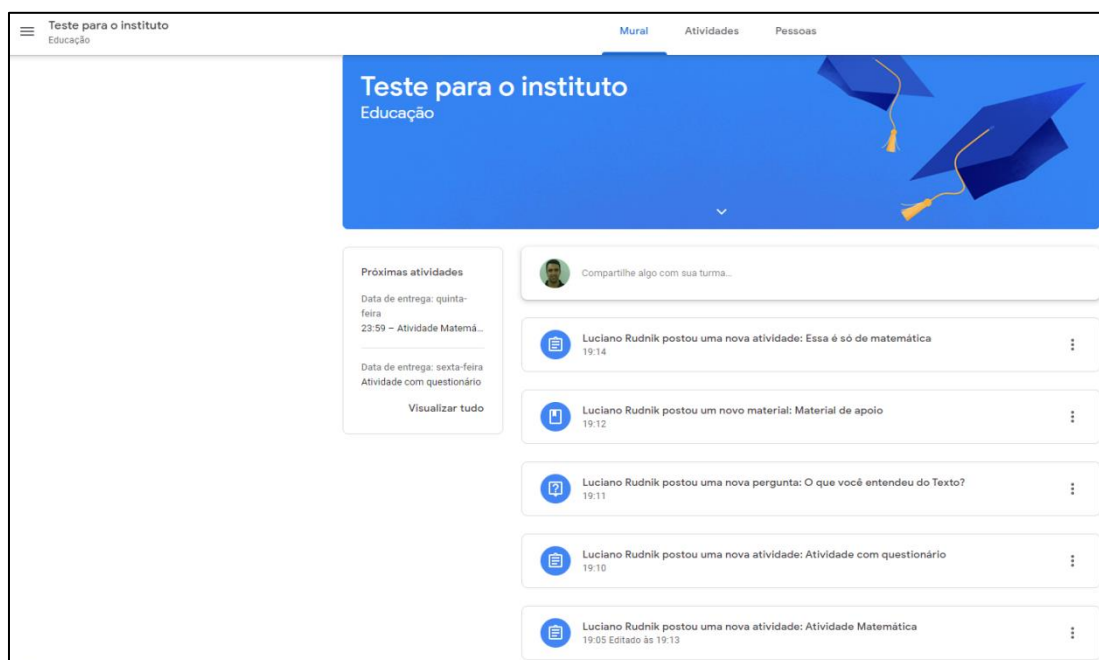 Teste para o instituto
Educação
Mural
Atividades
Pessoas
Teste para o instituto
Educação
Próximas atividades
Data de entrega: quinta-
feira
23:59 – Atividade Matemá...
Data de entrega: sexta-feira
Atividade com questionário
Visualizar tudo
Compartilhe algo com sua turma...
Luciano Rudnik postou uma nova atividade: Essa é só de matemática
19:14
Luciano Rudnik postou um novo material: Material de apoio
19:12
Luciano Rudnik postou uma nova pergunta: O que você entendeu do Texto?
19:11
Luciano Rudnik postou uma nova atividade: Atividade com questionário
19:10
Luciano Rudnik postou uma nova atividade: Atividade Matemática
19:05 Editado às 19:13